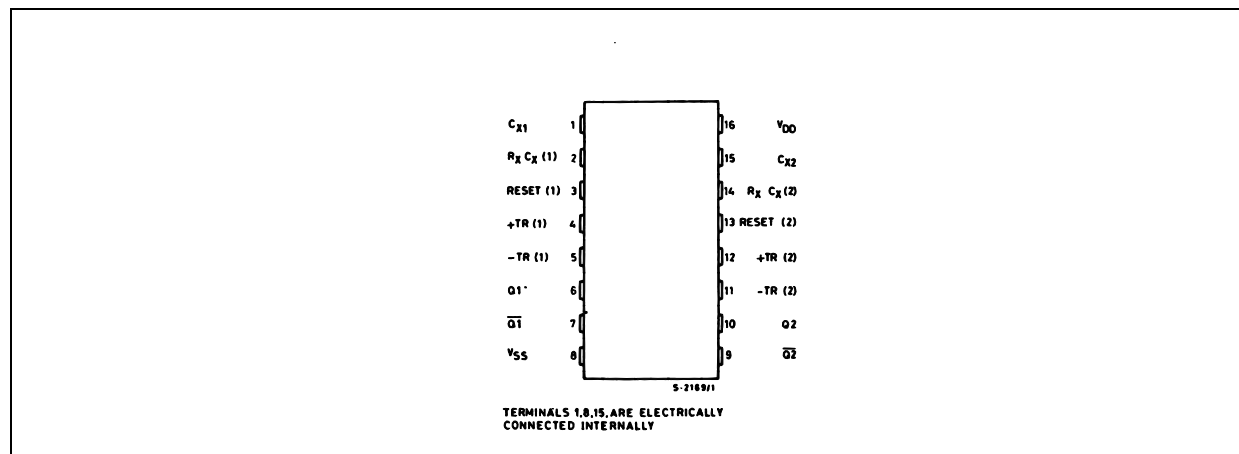 CX1 1 16 VDD
RX CX (1) 2 15 CX2
RESET (1) 3 14 RX CX (2)
+TR (1) 4 13 RESET (2)
-TR (1) 5 12 +TR (2)
Q1 6 11 -TR (2)
Q1 7 10 Q2
VSS 8 9 Q2
S-2169/1
TERMINALS 1,8,15,ARE ELECTRICALLY
CONNECTED INTERNALLY